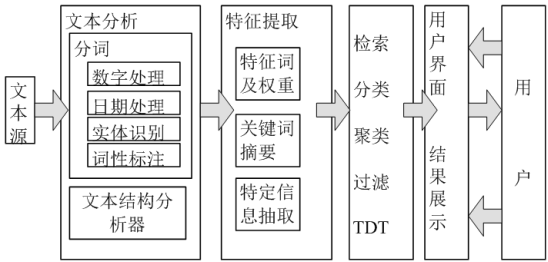 文本源
文本分析
分词
数字处理
日期处理
实体识别
词性标注
文本结构分
析器
特征提取
特征词
及权重
关键词
摘要
特定信
息抽取
检索
分类
聚类
过滤
TDT
用户界面
结果展示
用户